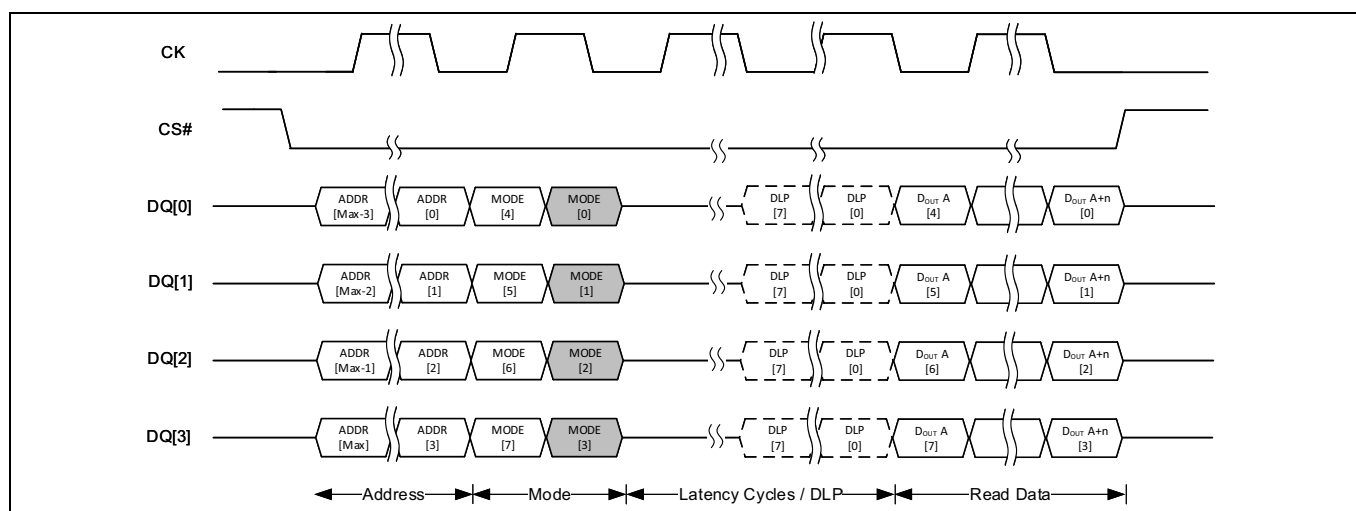 CK
CS#
DQ[0]
ADDR [Max-3]
ADDR [0]
MODE [4]
MODE [0]
DLP [7]
DLP [0]
DOUT A [4]
DOUT A+n [0]
DQ[1]
ADDR [Max-2]
ADDR [1]
MODE [5]
MODE [1]
DLP [7]
DLP [0]
DOUT A [5]
DOUT A+n [1]
DQ[2]
ADDR [Max-1]
ADDR [2]
MODE [6]
MODE [2]
DLP [7]
DLP [0]
DOUT A [6]
DOUT A+n [2]
DQ[3]
ADDR [Max]
ADDR [3]
MODE [7]
MODE [3]
DLP [7]
DLP [0]
DOUT A [7]
DOUT A+n [3]
Address
Mode
Latency Cycles / DLP
Read Data